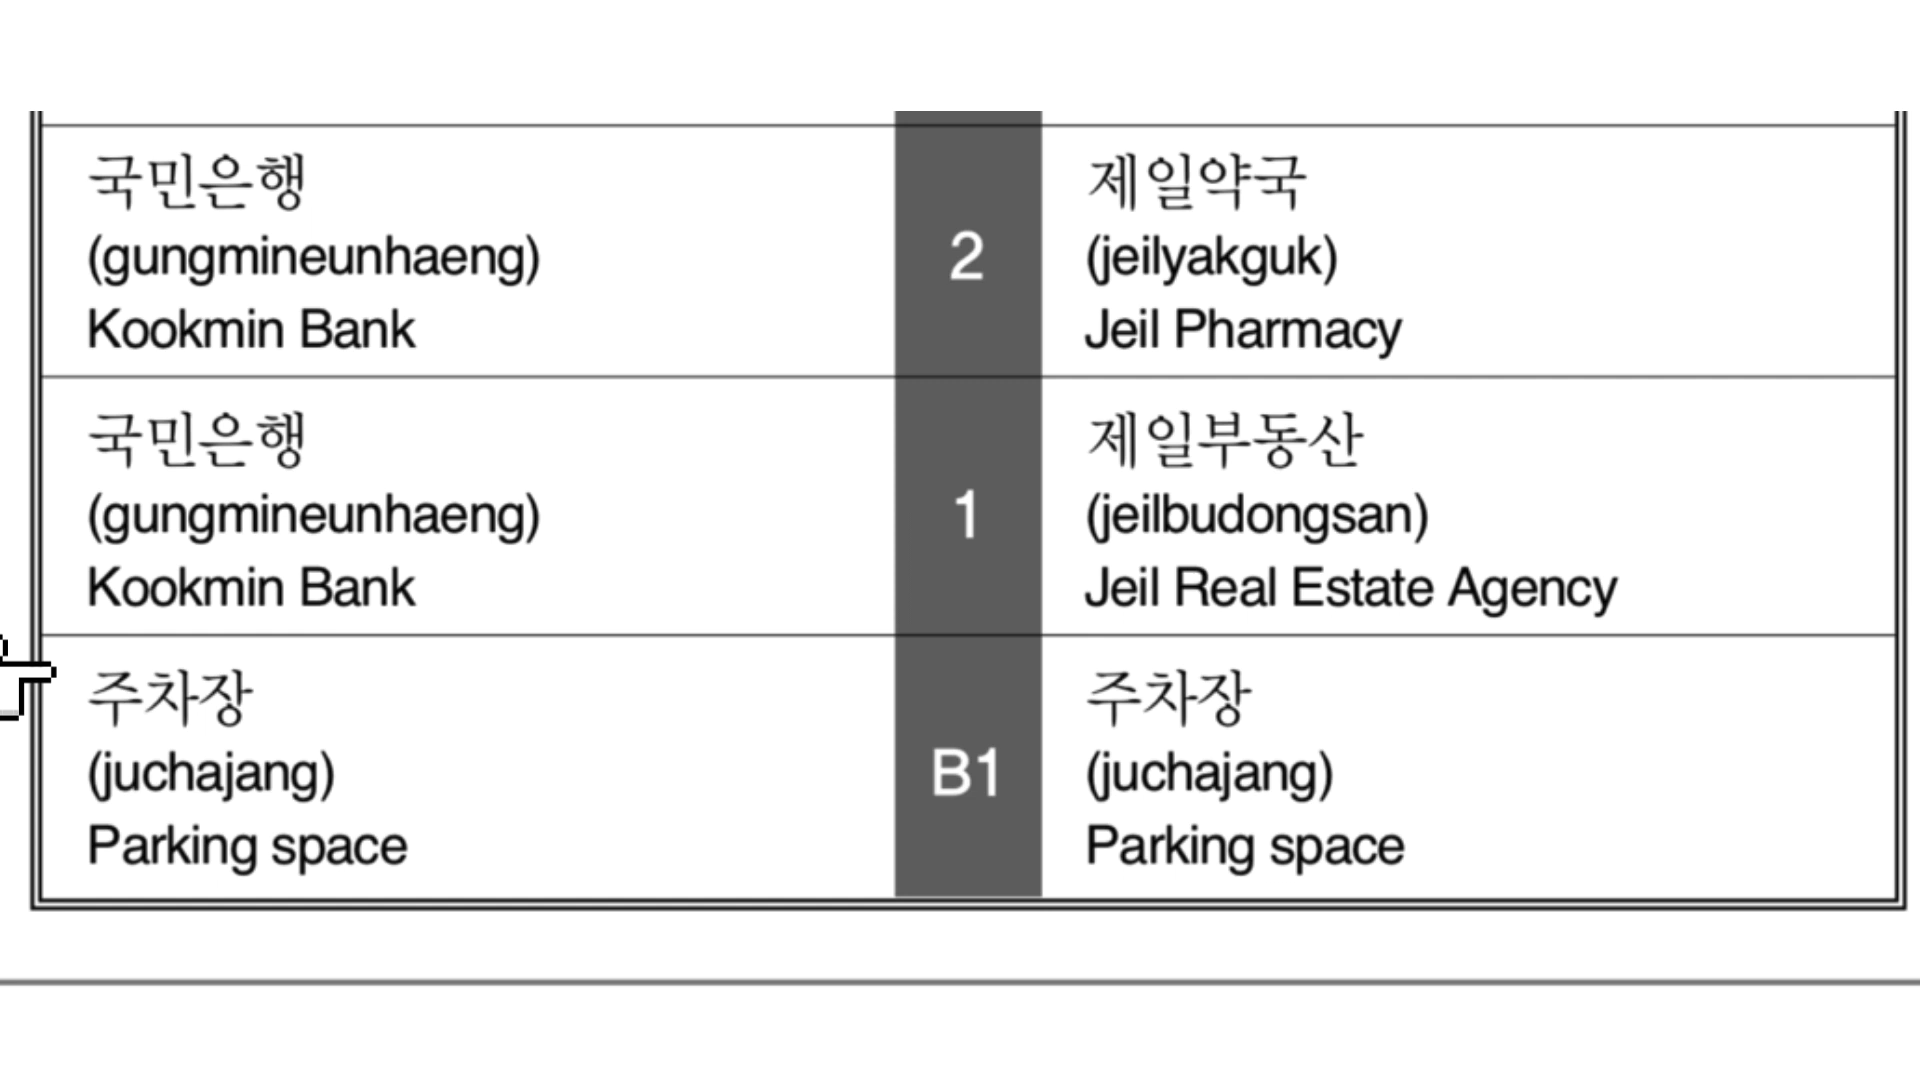 국민은행
(gungmineunhaeng)
Kookmin Bank
2
제일약국
(jeilyakguk)
Jeil Pharmacy
국민은행
(gungmineunhaeng)
Kookmin Bank
1
제일부동산
(jeilbudongsan)
Jeil Real Estate Agency
주차장
(juchajang)
Parking space
B1
주차장
(juchajang)
Parking space